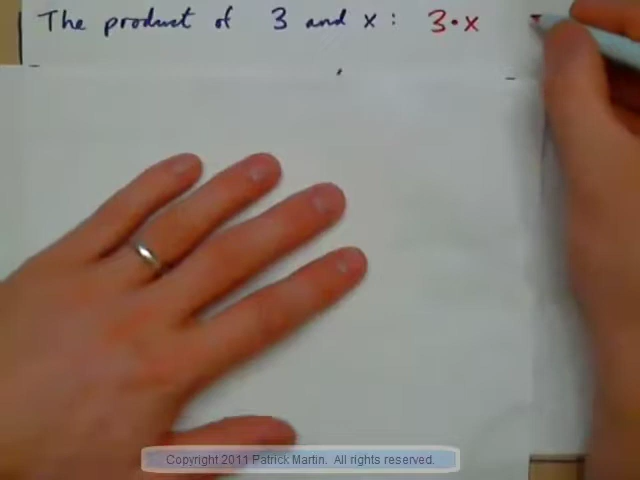 The product of 3 and x : 3·x
Copyright 2011 Patrick Martin. All rights reserved.